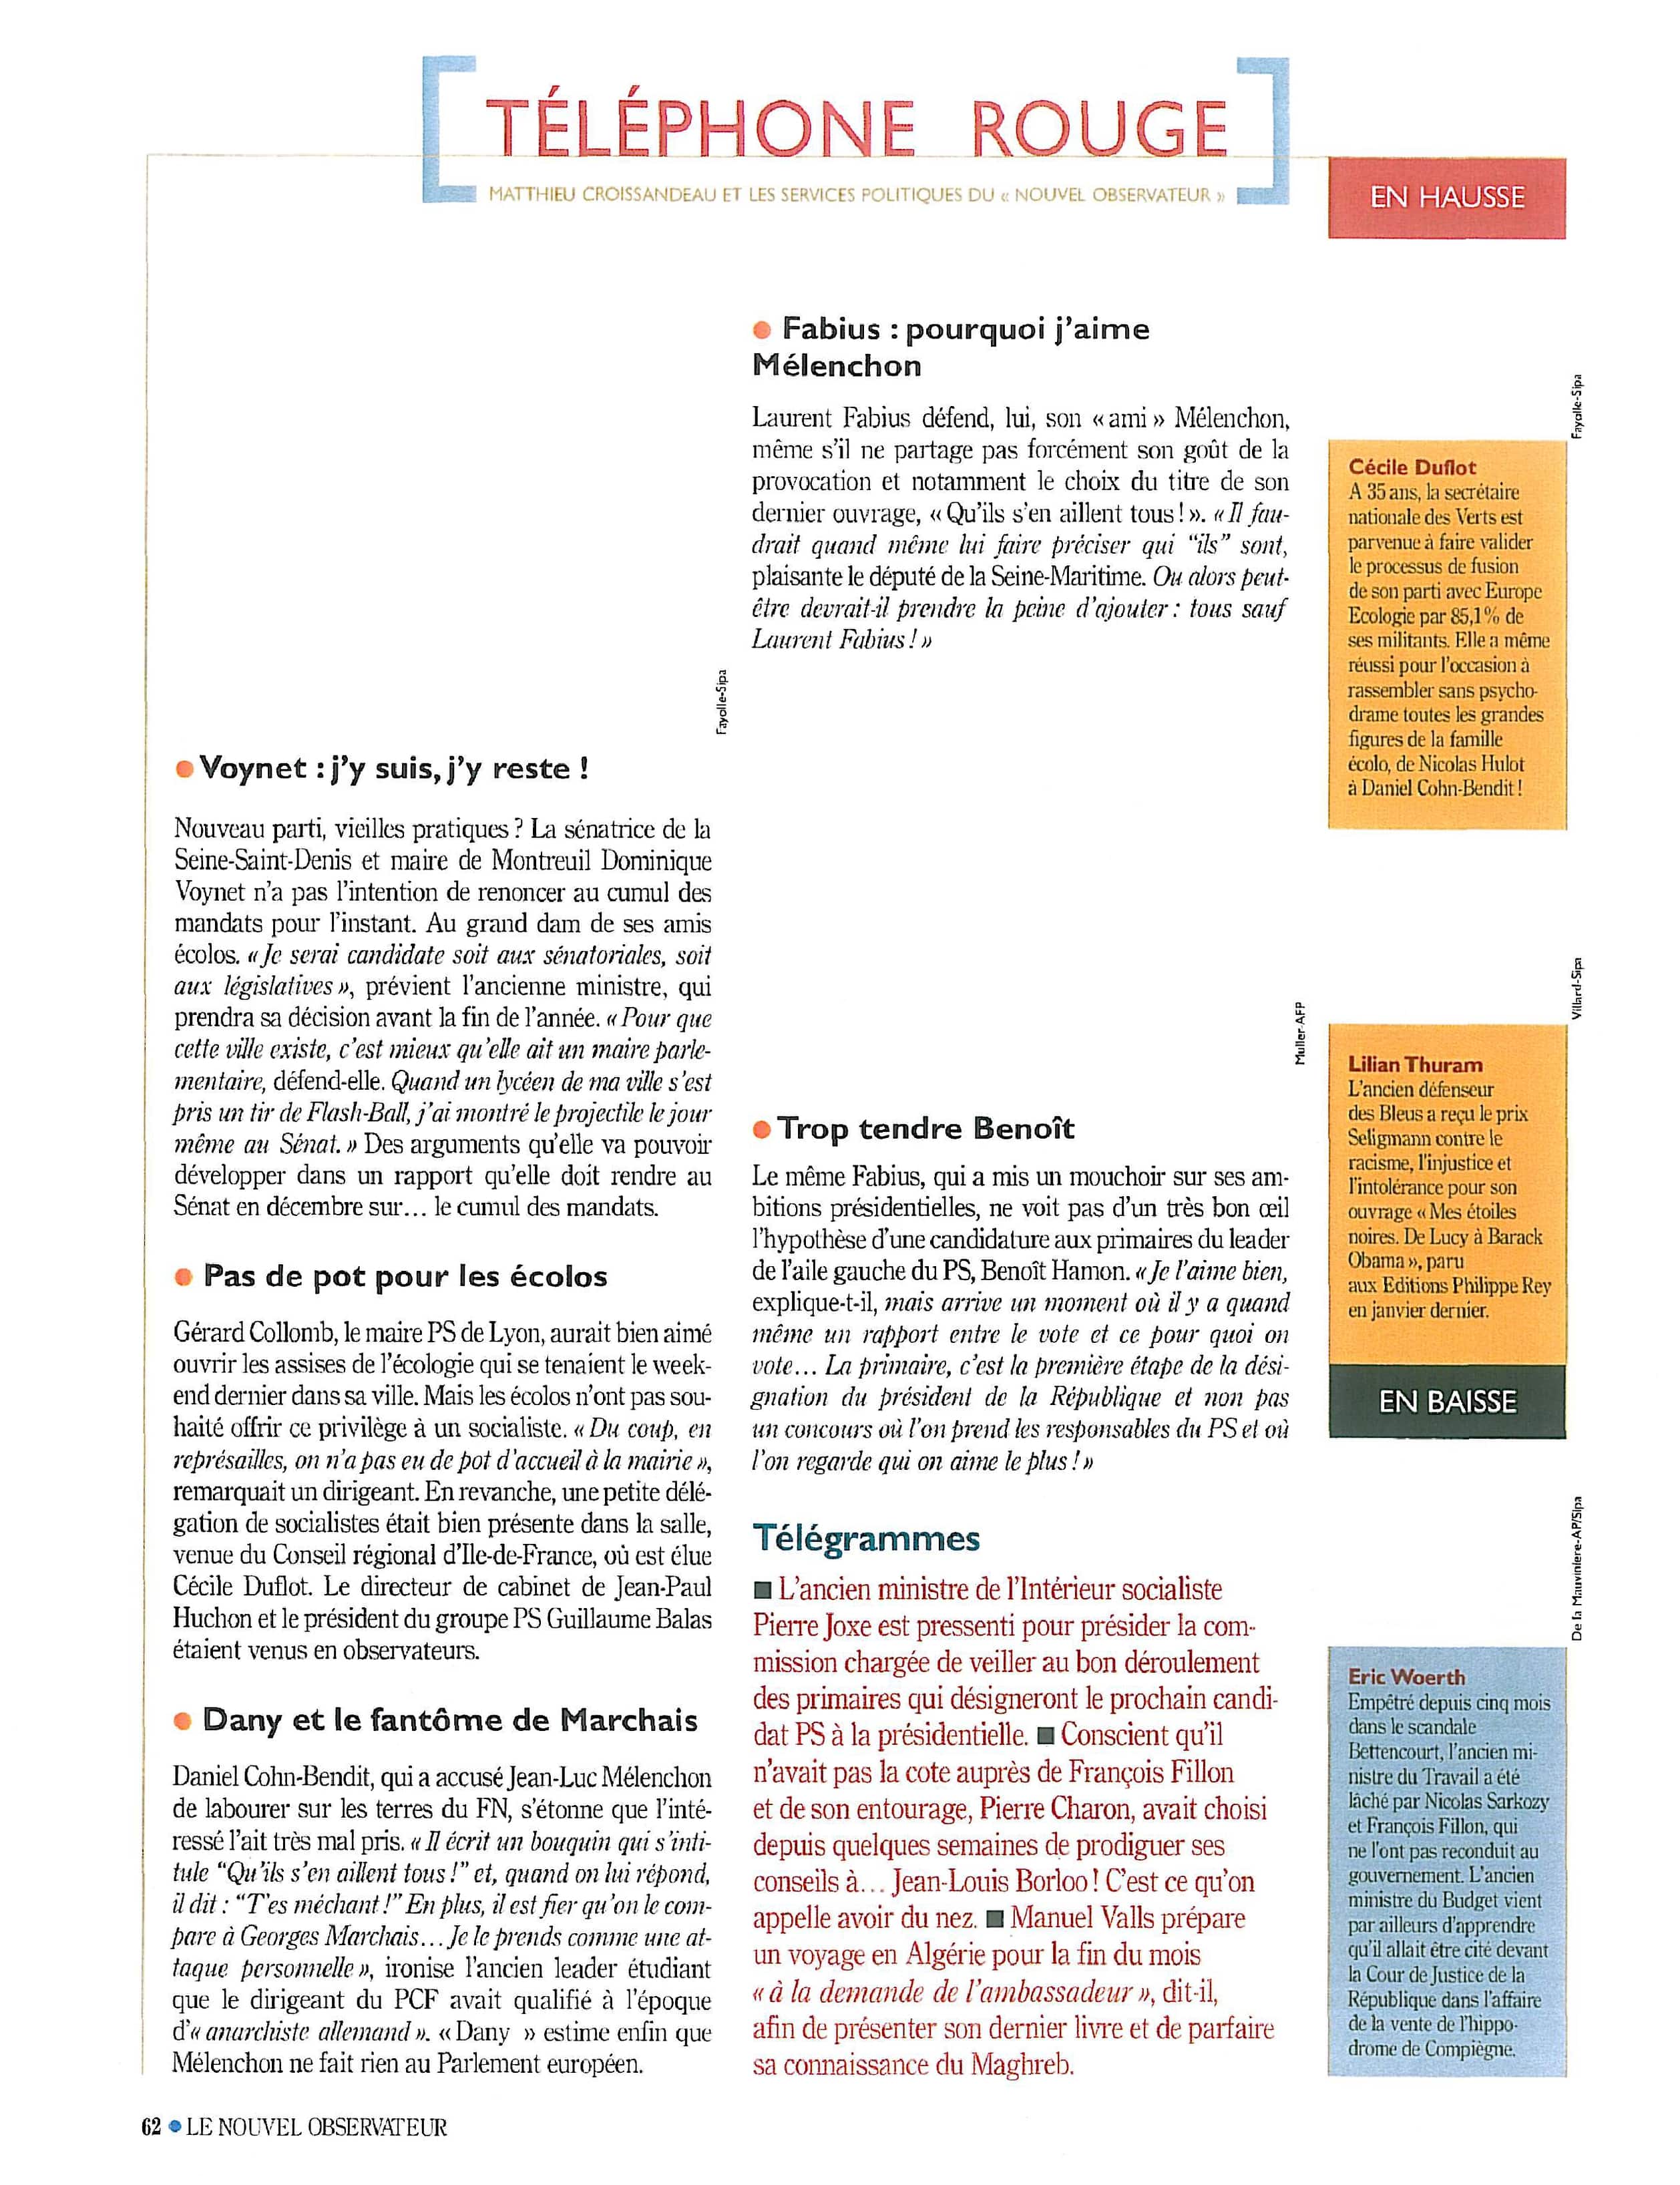 TÉLÉPHONE ROUGE
MATTHIEU CROISSANDEAU ET LES SERVICES POLITIQUES DU « NOUVEL OBSERVATEUR »
Fayolle-Sipa
● Voynet : j'y suis, j'y reste !
Nouveau parti, vieilles pratiques ? La sénatrice de la
Seine-Saint-Denis et maire de Montreuil Dominique
Voynet n'a pas l'intention de renoncer au cumul des
mandats pour l'instant. Au grand dam de ses amis
écolos. « Je serai candidate soit aux sénatoriales, soit
aux législatives », prévient l'ancienne ministre, qui
prendra sa décision avant la fin de l'année. « Pour que
cette ville existe, c'est mieux qu'elle ait un maire parle-
mentaire, défend-elle. Quand un lycéen de ma ville s'est
pris un tir de Flash-Ball, j'ai montré le projectile le jour
même au Sénat. » Des arguments qu'elle va pouvoir
développer dans un rapport qu'elle doit rendre au
Sénat en décembre sur... le cumul des mandats.
● Pas de pot pour les écolos
Gérard Collomb, le maire PS de Lyon, aurait bien aimé
ouvrir les assises de l'écologie qui se tenaient le week-
end dernier dans sa ville. Mais les écolos n'ont pas sou-
haité offrir ce privilège à un socialiste. « Du coup, en
représailles, on n'a pas eu de pot d'accueil à la mairie »,
remarquait un dirigeant. En revanche, une petite délé-
gation de socialistes était bien présente dans la salle,
venue du Conseil régional d'Ile-de-France, où est élue
Cécile Duflot. Le directeur de cabinet de Jean-Paul
Huchon et le président du groupe PS Guillaume Balas
étaient venus en observateurs.
● Dany et le fantôme de Marchais
Daniel Cohn-Bendit, qui a accusé Jean-Luc Mélenchon
de labourer sur les terres du FN, s'étonne que l'inté-
ressé l'ait très mal pris. « Il écrit un bouquin qui s'inti-
tule "Qu'ils s'en aillent tous !" et, quand on lui répond,
il dit : "T'es méchant !" En plus, il est fier qu'on le com-
pare à Georges Marchais... Je le prends comme une at-
taque personnelle », ironise l'ancien leader étudiant
que le dirigeant du PCF avait qualifié à l'époque
d'« anarchiste allemand ». « Dany » estime enfin que
Mélenchon ne fait rien au Parlement européen.
● Fabius : pourquoi j'aime
Mélenchon
Laurent Fabius défend, lui, son « ami » Mélenchon,
même s'il ne partage pas forcément son goût de la
provocation et notamment le choix du titre de son
dernier ouvrage, « Qu'ils s'en aillent tous ! ». « Il fau-
drait quand même lui faire préciser qui "ils" sont,
plaisante le député de la Seine-Maritime. Ou alors peut-
être devrait-il prendre la peine d'ajouter : tous sauf
Laurent Fabius ! »
Muller-AFP
● Trop tendre Benoît
Le même Fabius, qui a mis un mouchoir sur ses am-
bitions présidentielles, ne voit pas d'un très bon œil
l'hypothèse d'une candidature aux primaires du leader
de l'aile gauche du PS, Benoît Hamon. « Je l'aime bien,
explique-t-il, mais arrive un moment où il y a quand
même un rapport entre le vote et ce pour quoi on
vote... La primaire, c'est la première étape de la dési-
gnation du président de la République et non pas
un concours où l'on prend les responsables du PS et où
l'on regarde qui on aime le plus ! »
Télégrammes
■ L'ancien ministre de l'Intérieur socialiste
Pierre Joxe est pressenti pour présider la com-
mission chargée de veiller au bon déroulement
des primaires qui désigneront le prochain candi-
dat PS à la présidentielle. ■ Conscient qu'il
n'avait pas la cote auprès de François Fillon
et de son entourage, Pierre Charon, avait choisi
depuis quelques semaines de prodiguer ses
conseils à... Jean-Louis Borloo ! C'est ce qu'on
appelle avoir du nez. ■ Manuel Valls prépare
un voyage en Algérie pour la fin du mois
« à la demande de l'ambassadeur », dit-il,
afin de présenter son dernier livre et de parfaire
sa connaissance du Maghreb.
EN HAUSSE
Fayolle-Sipa
Cécile Duflot
A 35 ans, la secrétaire
nationale des Verts est
parvenue à faire valider
le processus de fusion
de son parti avec Europe
Ecologie par 85,1 % de
ses militants. Elle a même
réussi pour l'occasion à
rassembler sans psycho-
drame toutes les grandes
figures de la famille
écolo, de Nicolas Hulot
à Daniel Cohn-Bendit !
Villard-Sipa
Lilian Thuram
L'ancien défenseur
des Bleus a reçu le prix
Seligmann contre le
racisme, l'injustice et
l'intolérance pour son
ouvrage « Mes étoiles
noires. De Lucy à Barack
Obama », paru
aux Editions Philippe Rey
en janvier dernier.
EN BAISSE
De la Mauviniere-AP/Sipa
Eric Woerth
Empêtré depuis cinq mois
dans le scandale
Bettencourt, l'ancien mi-
nistre du Travail a été
lâché par Nicolas Sarkozy
et François Fillon, qui
ne l'ont pas reconduit au
gouvernement. L'ancien
ministre du Budget vient
par ailleurs d'apprendre
qu'il allait être cité devant
la Cour de Justice de la
République dans l'affaire
de la vente de l'hippo-
drome de Compiègne.
62 ● LE NOUVEL OBSERVATEUR